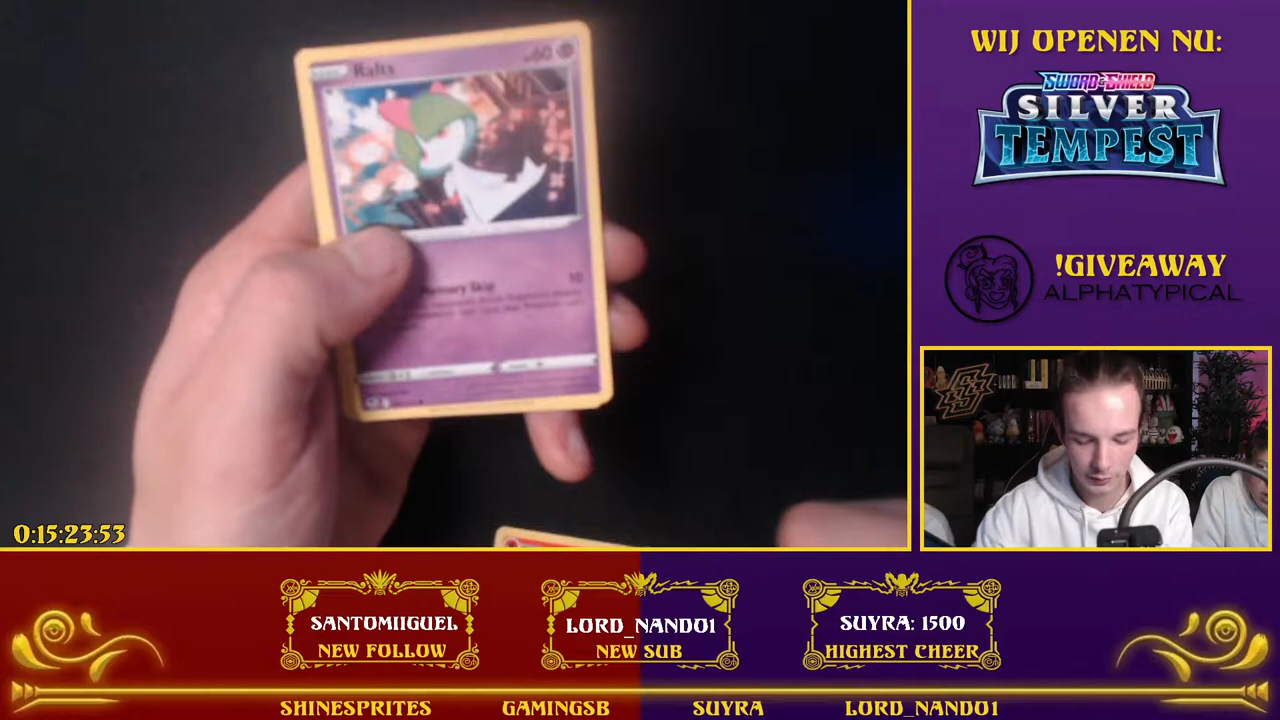 Ralts
60
Memory Skip
10
WIJ OPENEN NU:
SWORD & SHIELD
SILVER
TEMPEST
!GIVEAWAY
ALPHATYPICAL
0:15:23:53
SANTOMIIGUEL
NEW FOLLOW
LORD_NANDO1
NEW SUB
SUYRA: 1500
HIGHEST CHEER
SHINESPRITES GAMINGSB SUYRA LORD_NANDO1